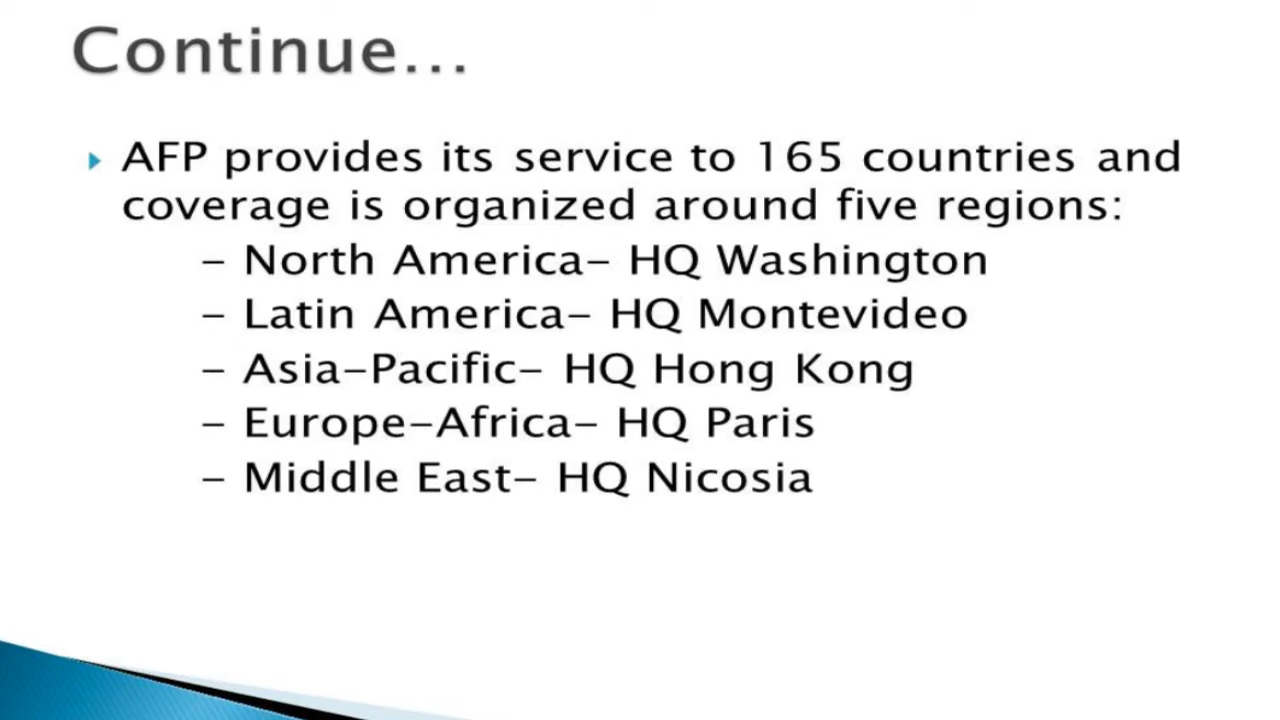 Continue...
AFP provides its service to 165 countries and
coverage is organized around five regions:
- North America- HQ Washington
- Latin America- HQ Montevideo
- Asia-Pacific- HQ Hong Kong
- Europe-Africa- HQ Paris
- Middle East- HQ Nicosia